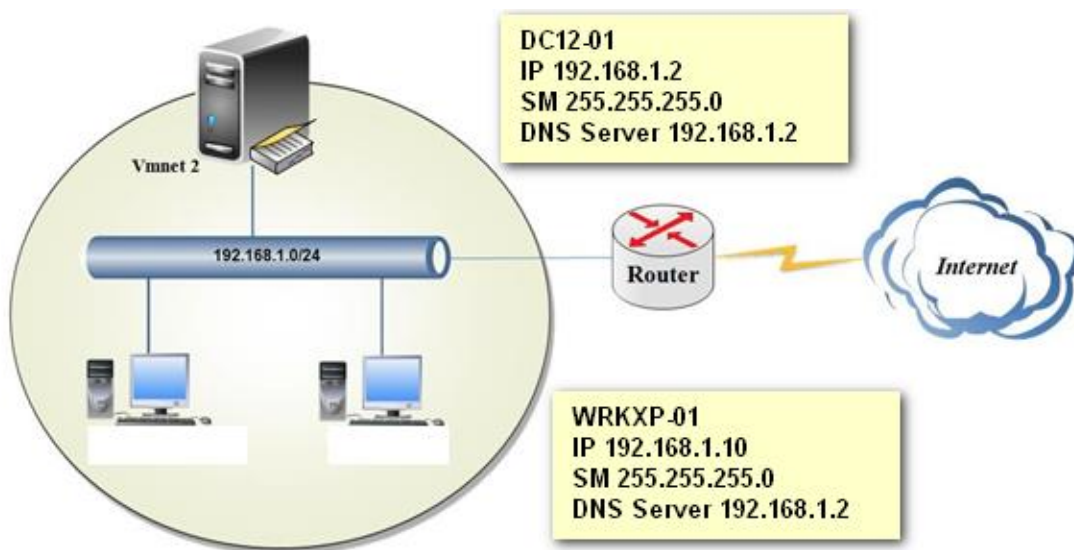 DC12-01
IP 192.168.1.2
SM 255.255.255.0
DNS Server 192.168.1.2
Vmnet 2
192.168.1.0/24
Router
Internet
WRKXP-01
IP 192.168.1.10
SM 255.255.255.0
DNS Server 192.168.1.2